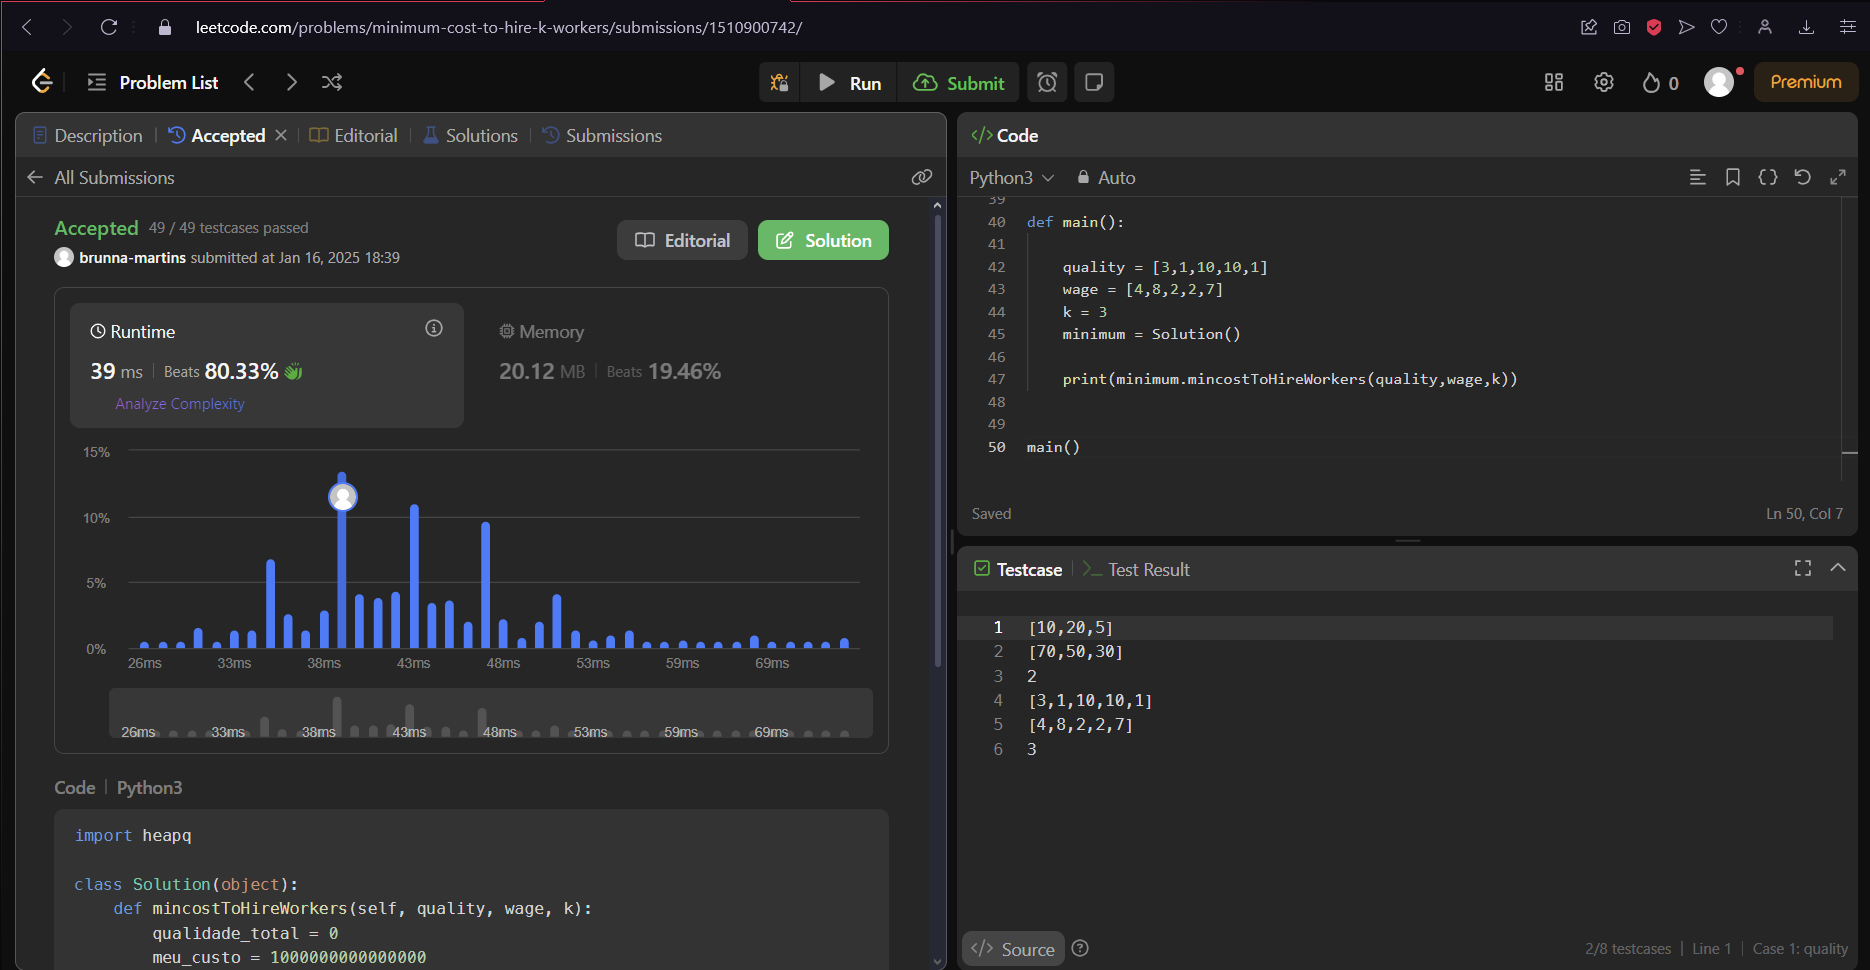 leetcode.com/problems/minimum-cost-to-hire-k-workers/submissions/1510900742/
Problem List
Run
Submit
0
Premium
Description
Accepted
Editorial
Solutions
Submissions
All Submissions
Accepted 49 / 49 testcases passed
brunna-martins submitted at Jan 16, 2025 18:39
Editorial
Solution
Runtime
39 ms Beats 80.33%
Analyze Complexity
Memory
20.12 MB Beats 19.46%
15%
10%
5%
0%
26ms 33ms 38ms 43ms 48ms 53ms 59ms 69ms
26ms 33ms 38ms 43ms 48ms 53ms 59ms 69ms
Code | Python3
import heapq
class Solution(object):
def mincostToHireWorkers(self, quality, wage, k):
qualidade_total = 0
meu_custo = 1000000000000000
</> Code
Python3
Auto
39
40 def main():
41
42 quality = [3,1,10,10,1]
43 wage = [4,8,2,2,7]
44 k = 3
45 minimum = Solution()
46
47 print(minimum.mincostToHireWorkers(quality,wage,k))
48
49
50 main()
Saved
Ln 50, Col 7
Testcase
Test Result
1 [10,20,5]
2 [70,50,30]
3 2
4 [3,1,10,10,1]
5 [4,8,2,2,7]
6 3
</> Source
2/8 testcases | Line 1 | Case 1: quality